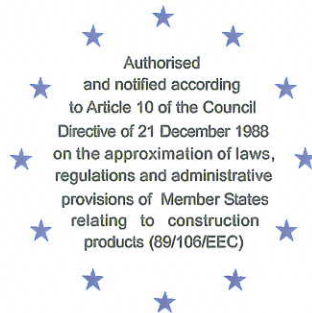 Authorised
and notified according
to Article 10 of the Council
Directive of 21 December 1988
on the approximation of laws,
regulations and administrative
provisions of Member States
relating to construction
products (89/106/EEC)